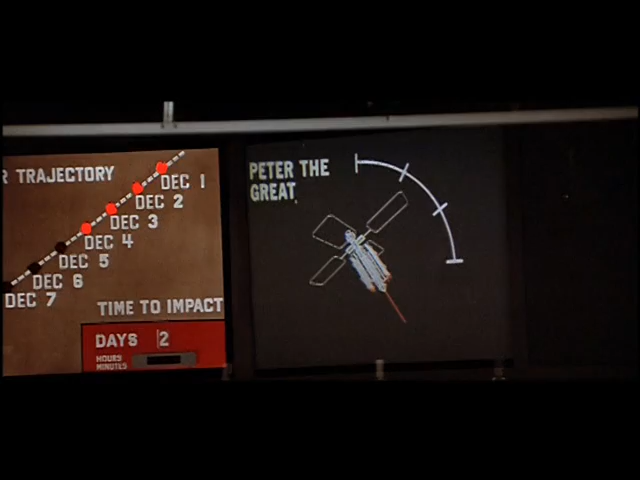 R TRAJECTORY
DEC 1
DEC 2
DEC 3
DEC 4
DEC 5
DEC 6
DEC 7
TIME TO IMPACT
DAYS 2
HOURS
MINUTES
PETER THE
GREAT